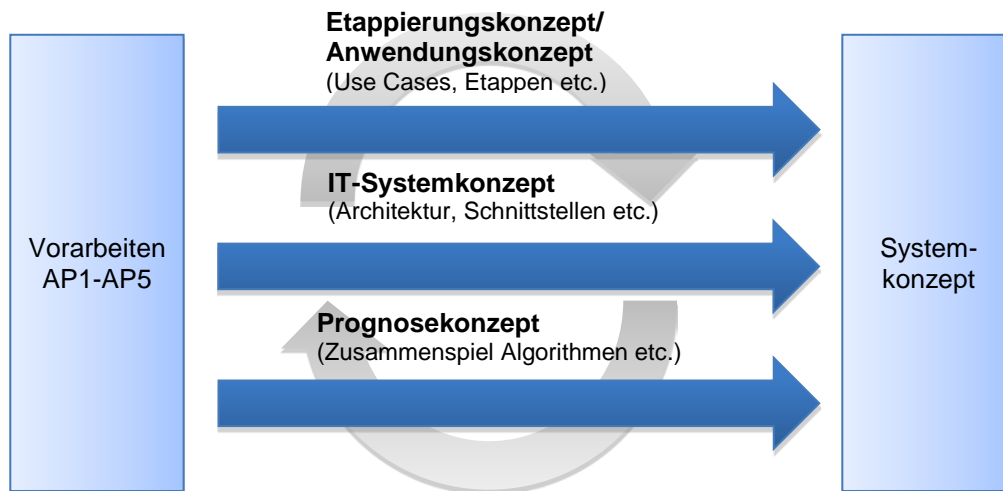 Etappierungskonzept/
Anwendungskonzept
(Use Cases, Etappen etc.)
IT-Systemkonzept
(Architektur, Schnittstellen etc.)
Vorarbeiten
AP1-AP5
System-
konzept
Prognosekonzept
(Zusammenspiel Algorithmen etc.)